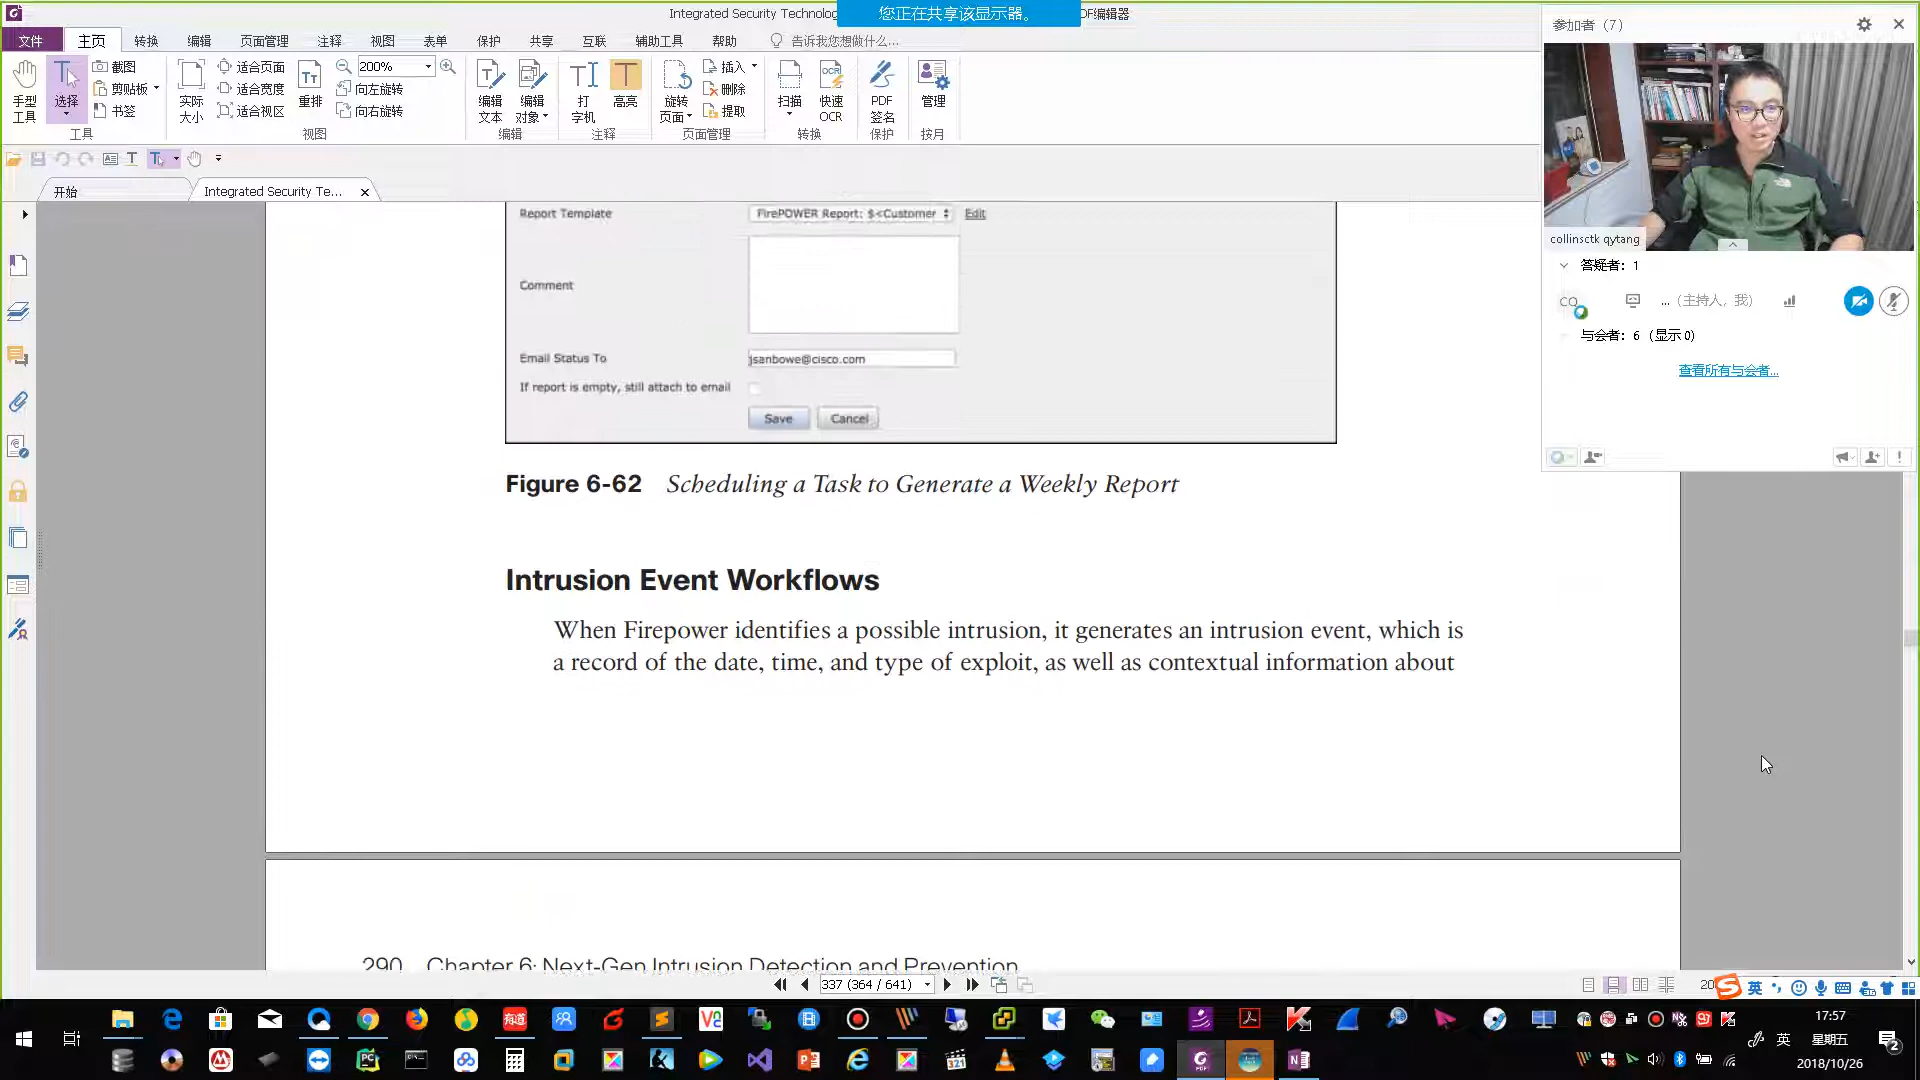 Integrated Security Technolog
您正在共享该显示器。
DF编辑器
文件
主页
转换
编辑
页面管理
注释
视图
表单
保护
共享
互联
辅助工具
帮助
告诉我您想做什么...
手型
工具
选择
截图
剪贴板
书签
工具
实际
大小
适合页面
适合宽度
适合视区
重排
200%
向左旋转
向右旋转
视图
编辑
文本
编辑
对象
编辑
打
字机
高亮
注释
旋转
页面
插入
删除
提取
页面管理
扫描
快速
OCR
转换
PDF
签名
保护
管理
按月
开始
Integrated Security Te...
Report Template
FirePOWER Report: $<Customer
Edit
Comment
Email Status To
jsanbowe@cisco.com
If report is empty, still attach to email
Save
Cancel
Figure 6-62 Scheduling a Task to Generate a Weekly Report
Intrusion Event Workflows
When Firepower identifies a possible intrusion, it generates an intrusion event, which is
a record of the date, time, and type of exploit, as well as contextual information about
290 Chapter 6: Next-Gen Intrusion Detection and Prevention
337 (364 / 641)
参加者 (7)
collinsctk qytang
答疑者: 1
CQ
... (主持人, 我)
与会者: 6 (显示 0)
查看所有与会者...
20
英
17:57
英
星期五
2018/10/26
2